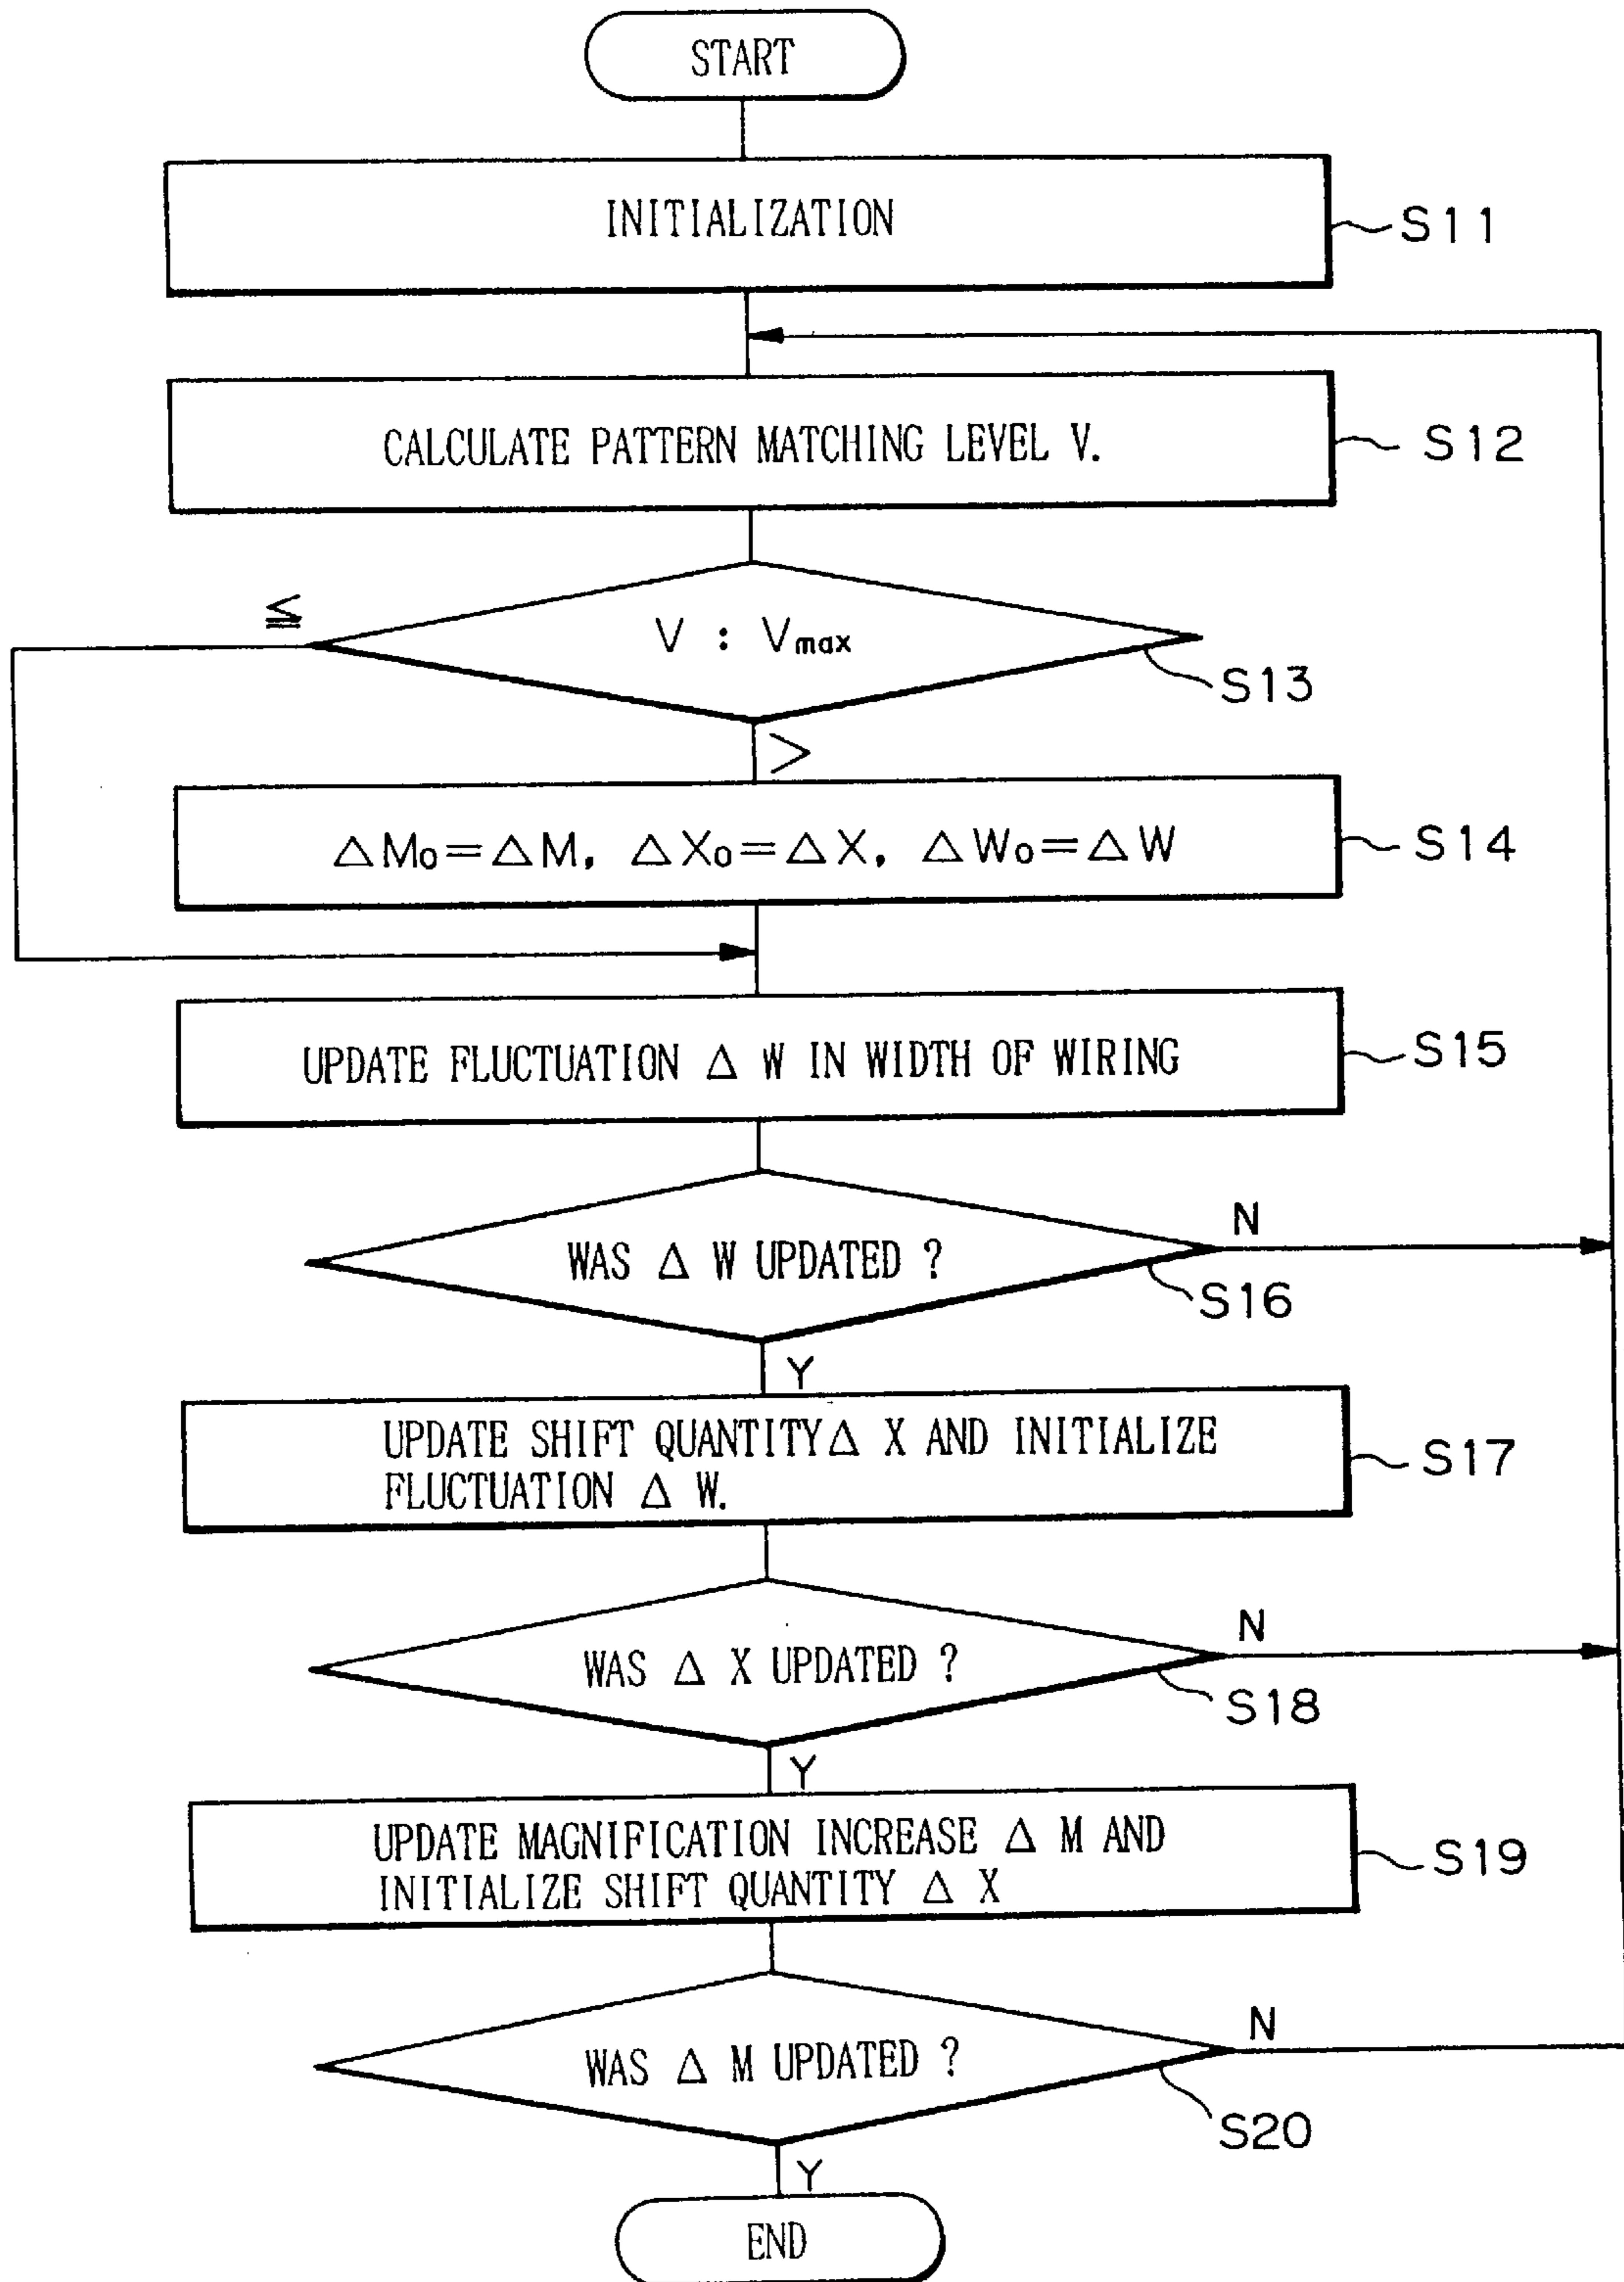 START
INITIALIZATION
S11
CALCULATE PATTERN MATCHING LEVEL V.
S12
≦
V : Vmax
S13
>
△M₀=△M, △X₀=△X, △W₀=△W
S14
UPDATE FLUCTUATION △ W IN WIDTH OF WIRING
S15
WAS △ W UPDATED ?
N
S16
Y
UPDATE SHIFT QUANTITY△ X AND INITIALIZE
FLUCTUATION △ W.
S17
WAS △ X UPDATED ?
N
S18
Y
UPDATE MAGNIFICATION INCREASE △ M AND
INITIALIZE SHIFT QUANTITY △ X
S19
WAS △ M UPDATED ?
N
S20
Y
END